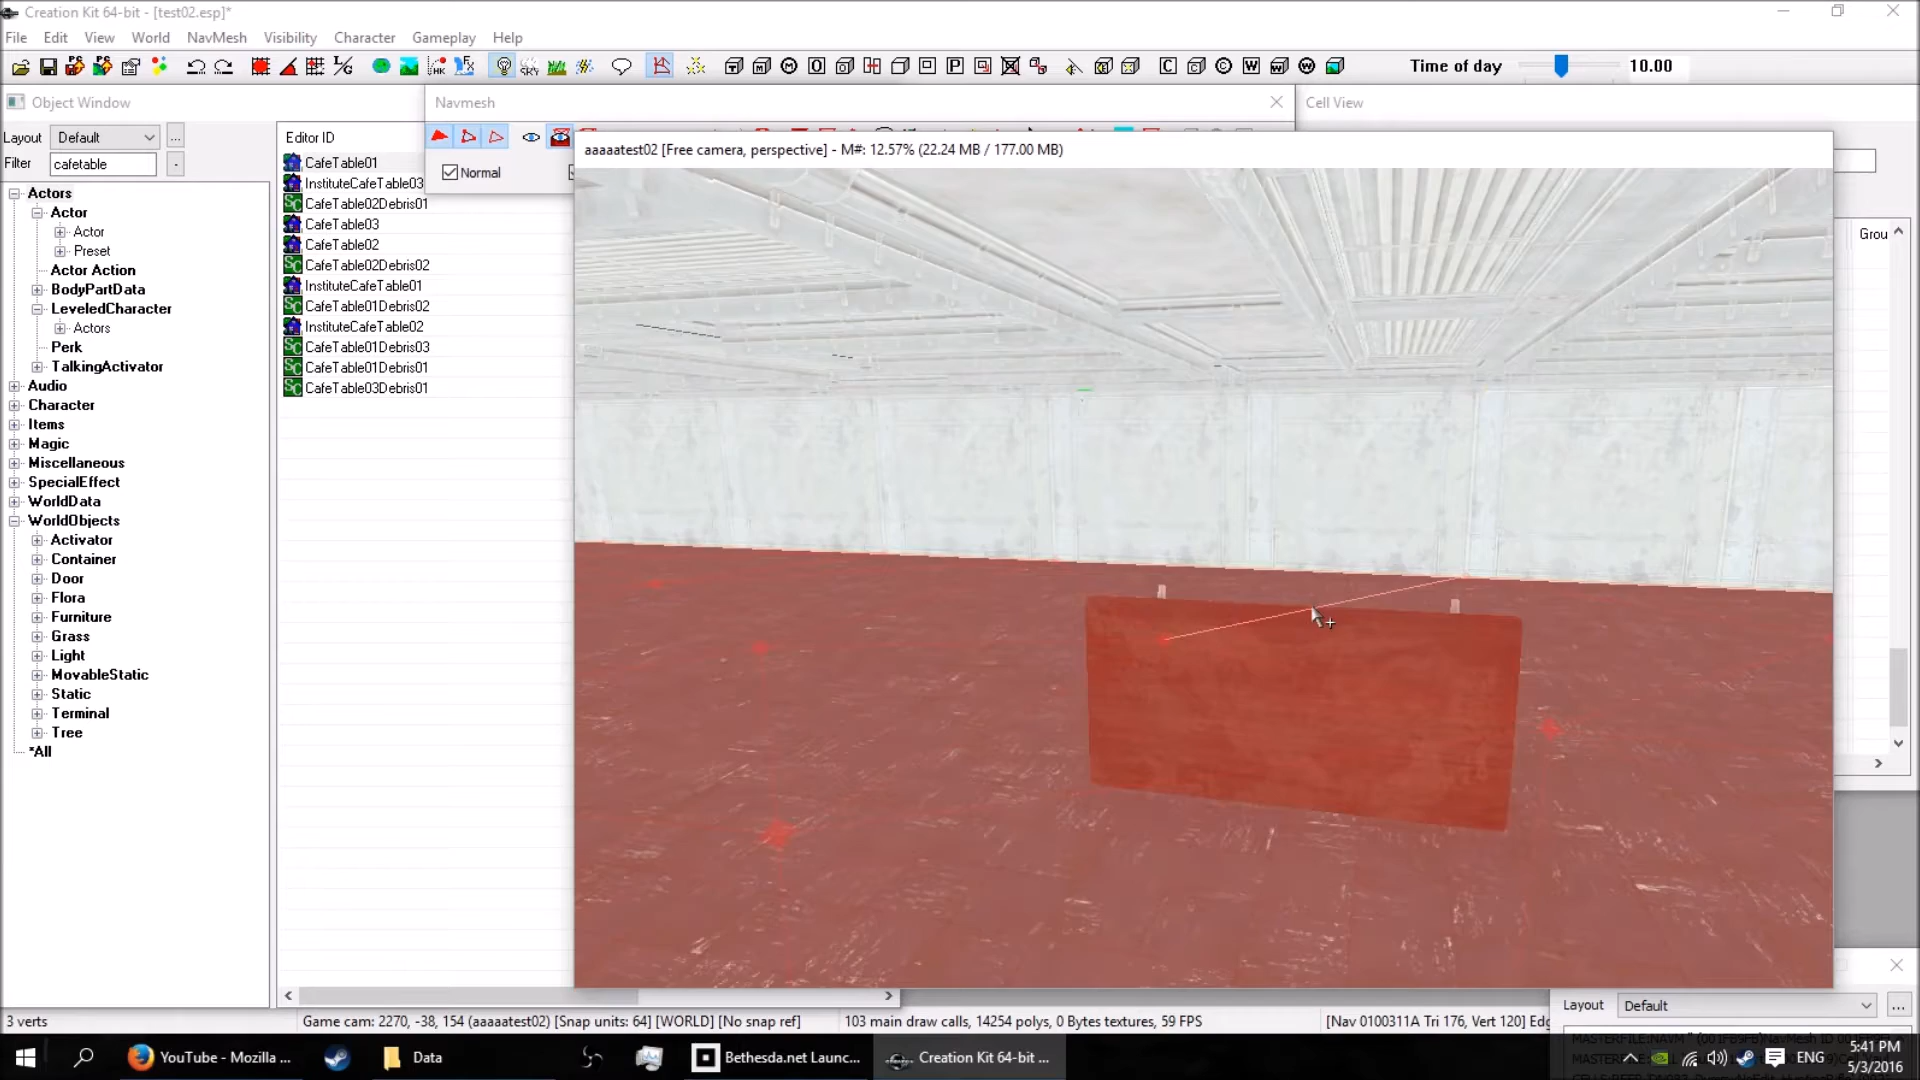 Creation Kit 64-bit - [test02.esp]*
File Edit View World NavMesh Visibility Character Gameplay Help
Time of day 10.00
Object Window
Navmesh
Cell View
Layout Default ...
Editor ID
Filter cafetable -
aaaaatest02 [Free camera, perspective] - M#: 12.57% (22.24 MB / 177.00 MB)
Normal
Grou
Actors
Actor
Actor
Preset
Actor Action
BodyPartData
LeveledCharacter
Actors
Perk
TalkingActivator
Audio
Character
Items
Magic
Miscellaneous
SpecialEffect
WorldData
WorldObjects
Activator
Container
Door
Flora
Furniture
Grass
Light
MovableStatic
Static
Terminal
Tree
*All
CafeTable01
InstituteCafeTable03
CafeTable02Debris01
CafeTable03
CafeTable02
CafeTable02Debris02
InstituteCafeTable01
CafeTable01Debris02
InstituteCafeTable02
CafeTable01Debris03
CafeTable01Debris01
CafeTable03Debris01
Layout Default ...
3 verts
Game cam: 2270, -38, 154 (aaaaatest02) [Snap units: 64] [WORLD] [No snap ref]
103 main draw calls, 14254 polys, 0 Bytes textures, 59 FPS
[Nav 0100311A Tri 176, Vert 120] Edg
YouTube - Mozilla ...
Data
Bethesda.net Launc...
Creation Kit 64-bit ...
ENG
5:41 PM
5/3/2016